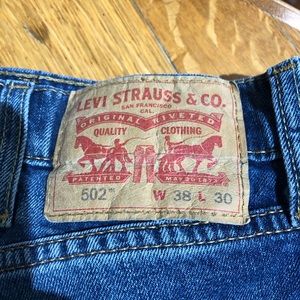 LEVI STRAUSS & CO.
SAN FRANCISCO
CAL.
ORIGINAL RIVETED
QUALITY CLOTHING
PATENTED MAY 20 1873
502™ W 38 L 30